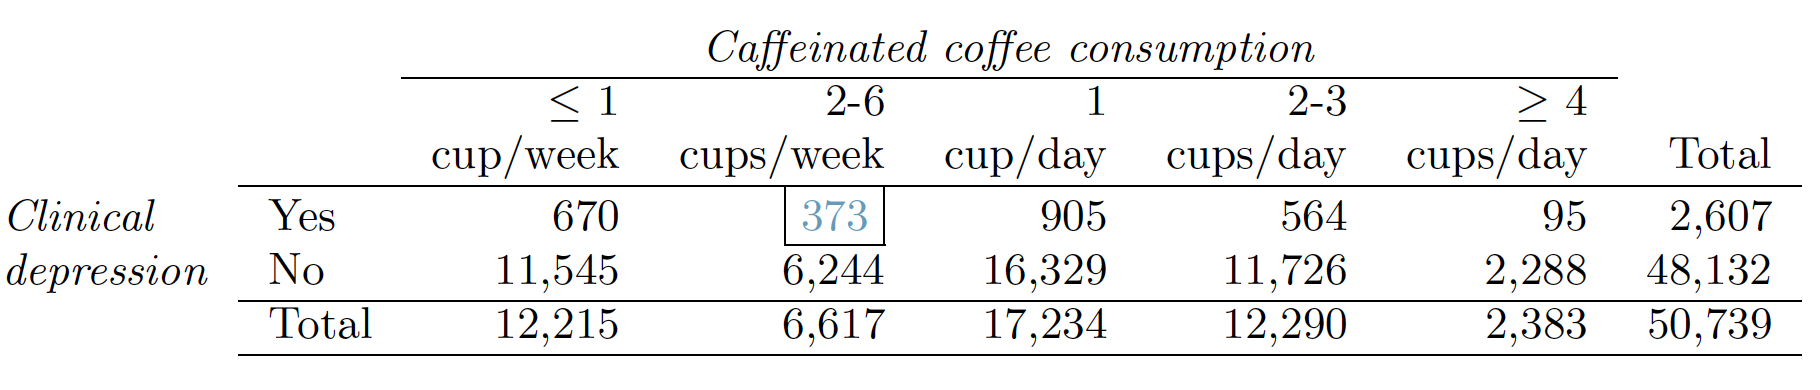 Caffeinated coffee consumption
≤ 1 2-6 1 2-3 ≥ 4
cup/week cups/week cup/day cups/day cups/day Total
Clinical Yes 670 373 905 564 95 2,607
depression No 11,545 6,244 16,329 11,726 2,288 48,132
Total 12,215 6,617 17,234 12,290 2,383 50,739